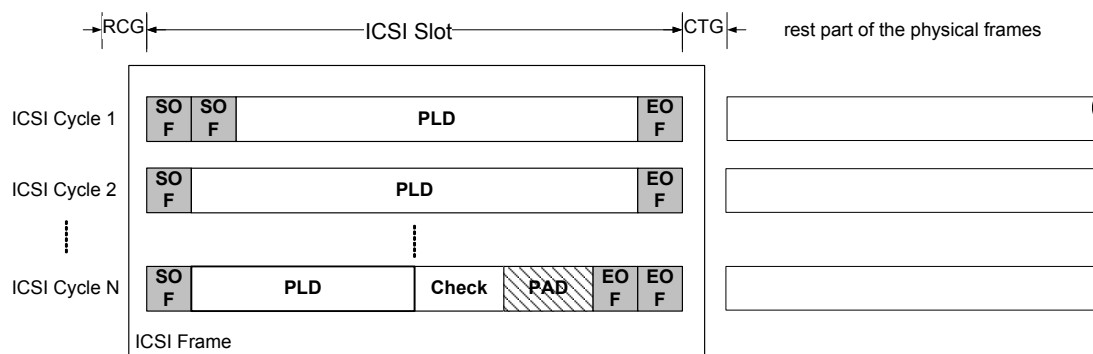 RCG
ICSI Slot
CTG
rest part of the physical frames
ICSI Cycle 1
SO
F
SO
F
PLD
EO
F
ICSI Cycle 2
SO
F
PLD
EO
F
ICSI Cycle N
SO
F
PLD
Check
PAD
EO
F
EO
F
ICSI Frame